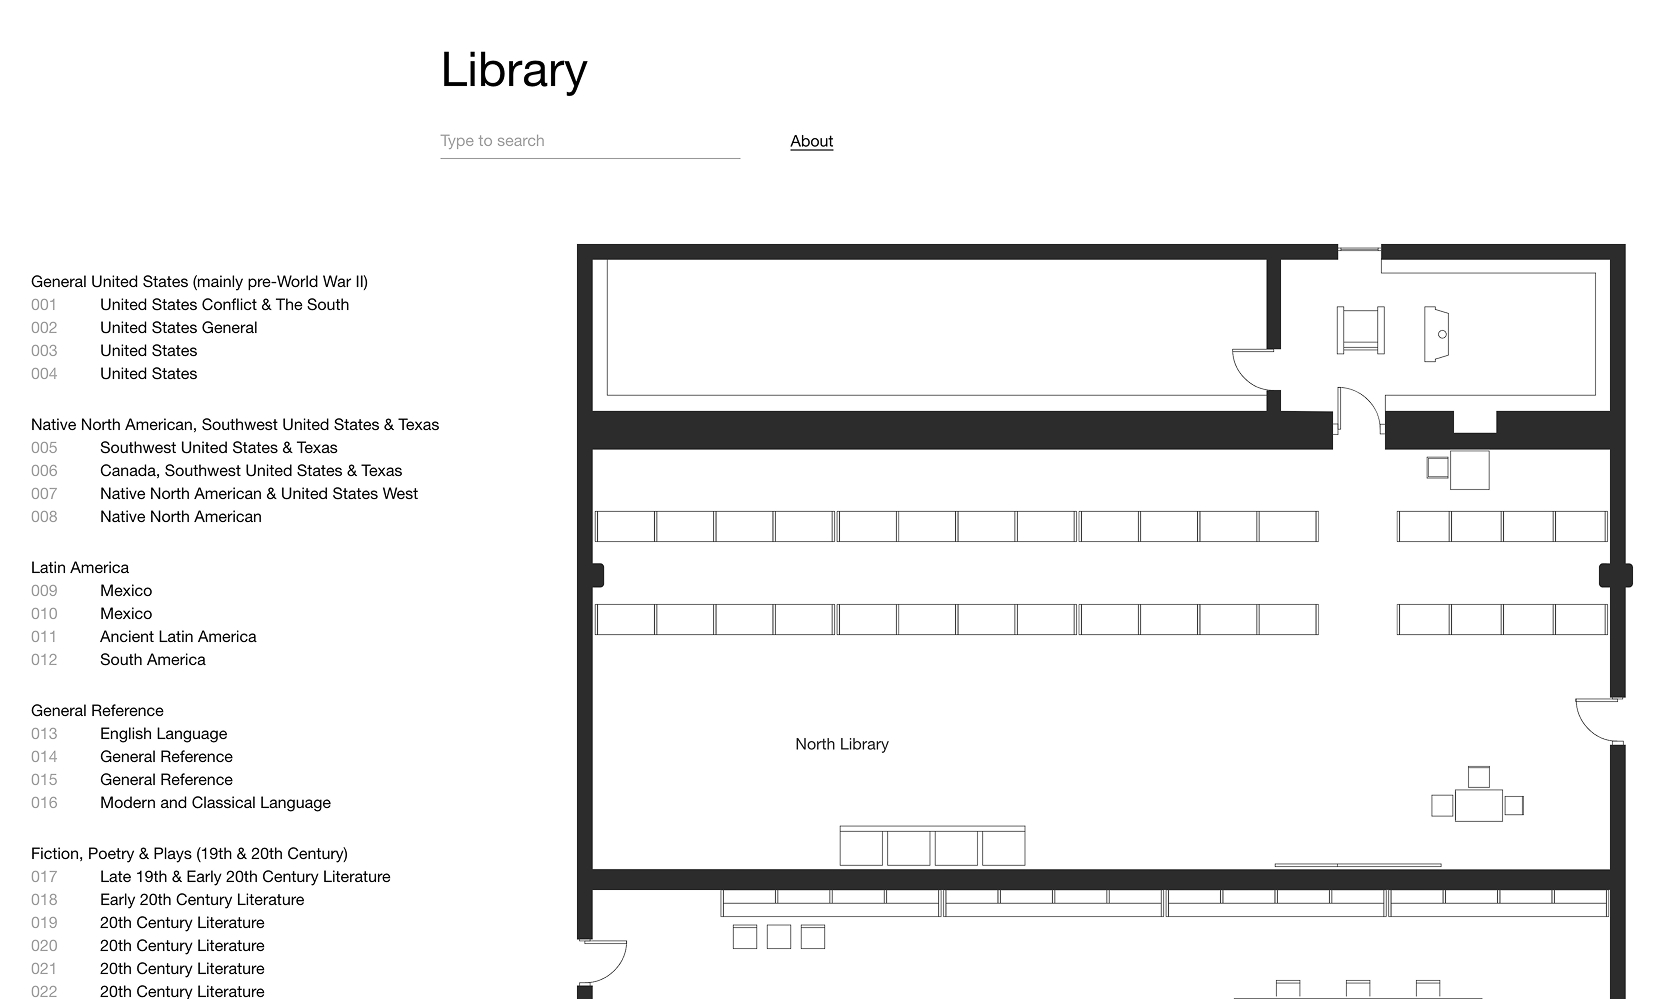 Library
Type to search
About
General United States (mainly pre-World War II)
001 United States Conflict & The South
002 United States General
003 United States
004 United States
Native North American, Southwest United States & Texas
005 Southwest United States & Texas
006 Canada, Southwest United States & Texas
007 Native North American & United States West
008 Native North American
Latin America
009 Mexico
010 Mexico
011 Ancient Latin America
012 South America
General Reference
013 English Language
014 General Reference
015 General Reference
016 Modern and Classical Language
Fiction, Poetry & Plays (19th & 20th Century)
017 Late 19th & Early 20th Century Literature
018 Early 20th Century Literature
019 20th Century Literature
020 20th Century Literature
021 20th Century Literature
022 20th Century Literature
North Library